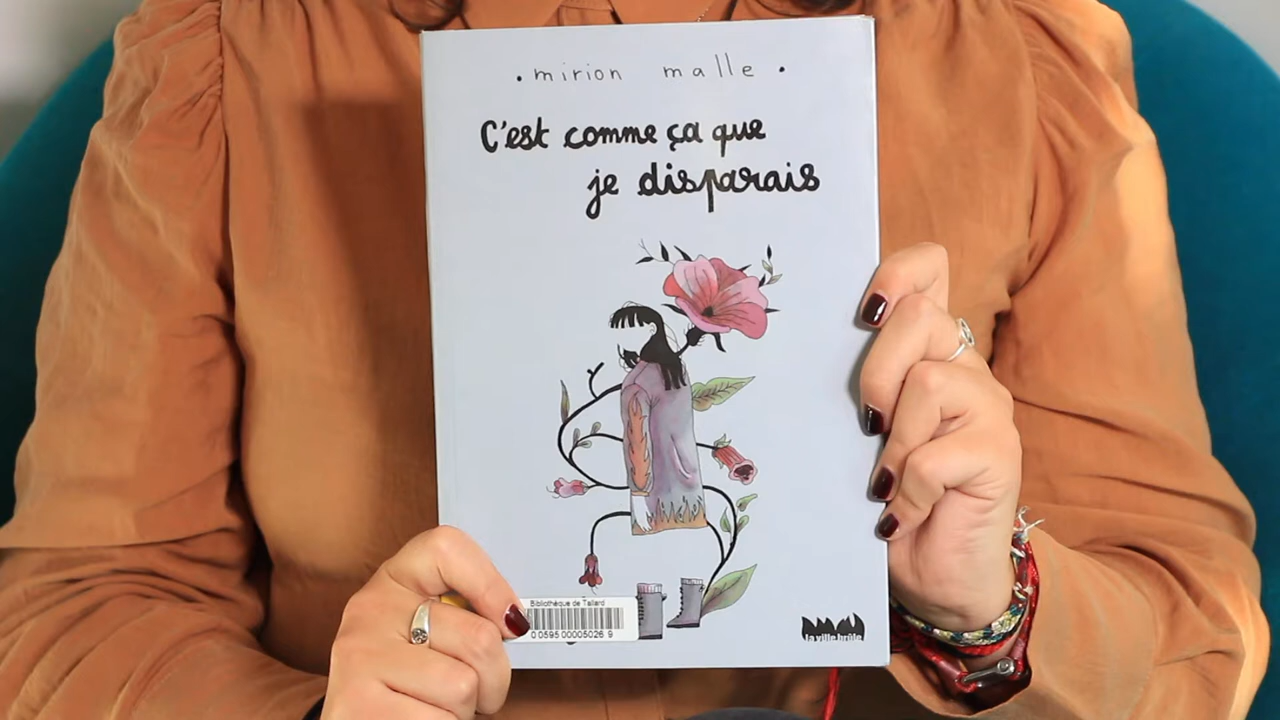 • mirion malle •
C'est comme ça que
je disparais
Bibliothèque de Tallard
0 0595 00005026 9
la ville brûle